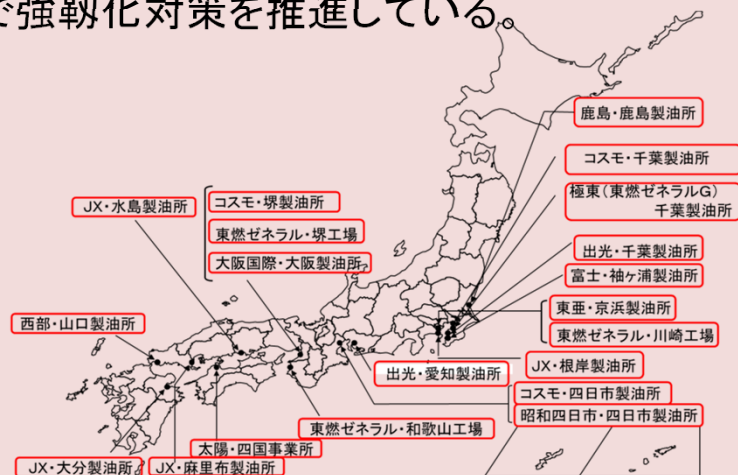 で強靱化対策を推進している。
鹿島・鹿島製油所
コスモ・千葉製油所
極東(東燃ゼネラルG)
千葉製油所
出光・千葉製油所
富士・袖ヶ浦製油所
東亜・京浜製油所
東燃ゼネラル・川崎工場
JX・根岸製油所
コスモ・四日市製油所
昭和四日市・四日市製油所
出光・愛知製油所
東燃ゼネラル・和歌山工場
コスモ・堺製油所
東燃ゼネラル・堺工場
大阪国際・大阪製油所
JX・水島製油所
西部・山口製油所
太陽・四国事業所
JX・麻里布製油所
JX・大分製油所